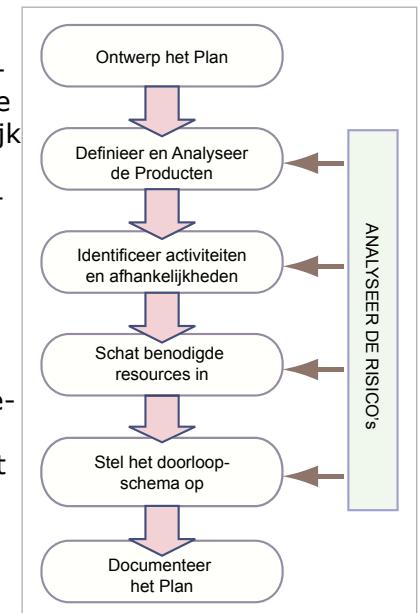 -
e
ijk
-
e-
t
Ontwerp het Plan
Definieer en Analyseer
de Producten
Identificeer activiteiten
en afhankelijkheden
Schat benodigde
resources in
Stel het doorloop-
schema op
Documenteer
het Plan
ANALYSEER DE RISICO's